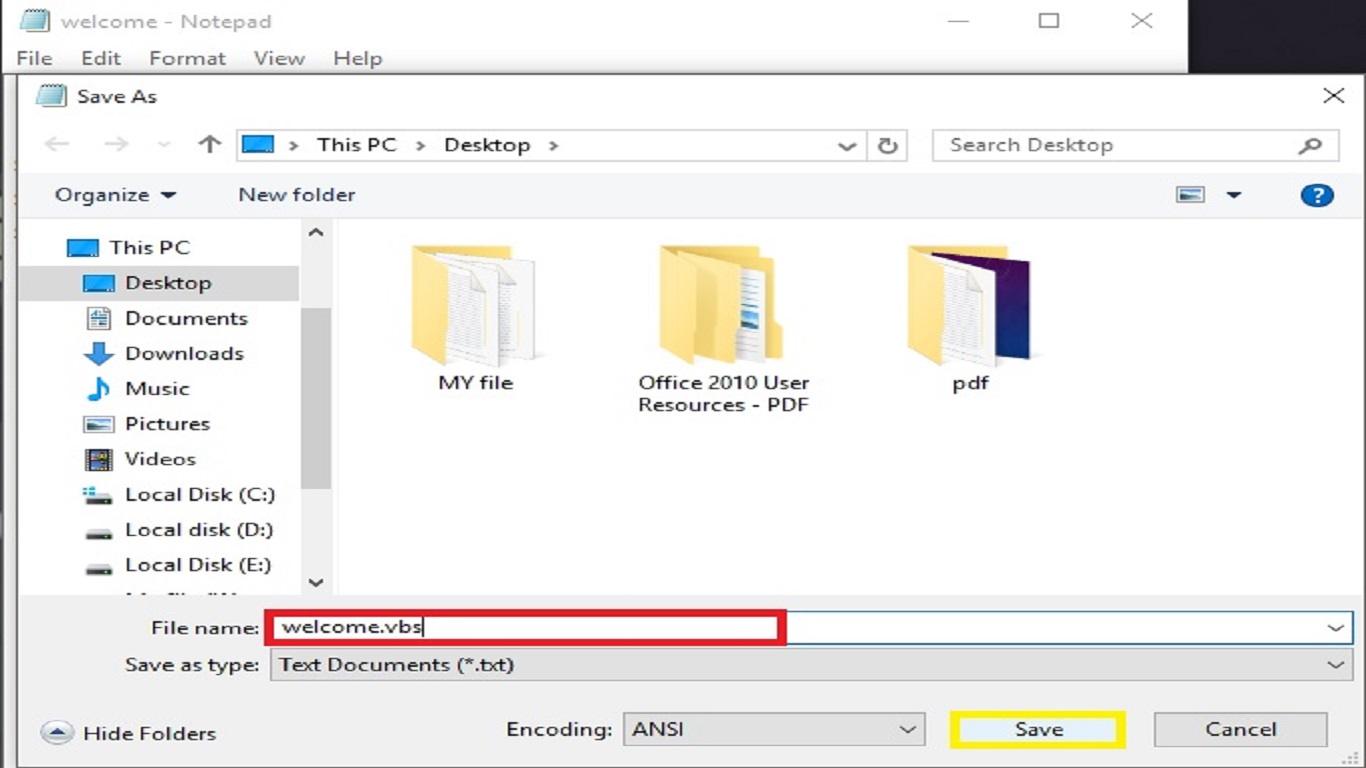 welcome - Notepad
File Edit Format View Help
Save As
This PC Desktop
Search Desktop
Organize New folder
This PC
Desktop
Documents
Downloads
Music
Pictures
Videos
Local Disk (C:)
Local disk (D:)
Local Disk (E:)
MY file
Office 2010 User
Resources - PDF
pdf
File name: welcome.vbs
Save as type: Text Documents (*.txt)
Hide Folders
Encoding: ANSI
Save
Cancel